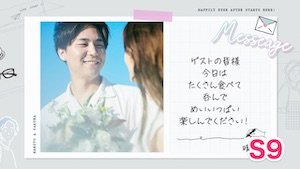 HAPPILY EVER AFTER STARTS HERE!
Message
ゲストの皆様
今日は
たくさん食べて
呑んで
めいいっぱい
楽しんでください！
S9